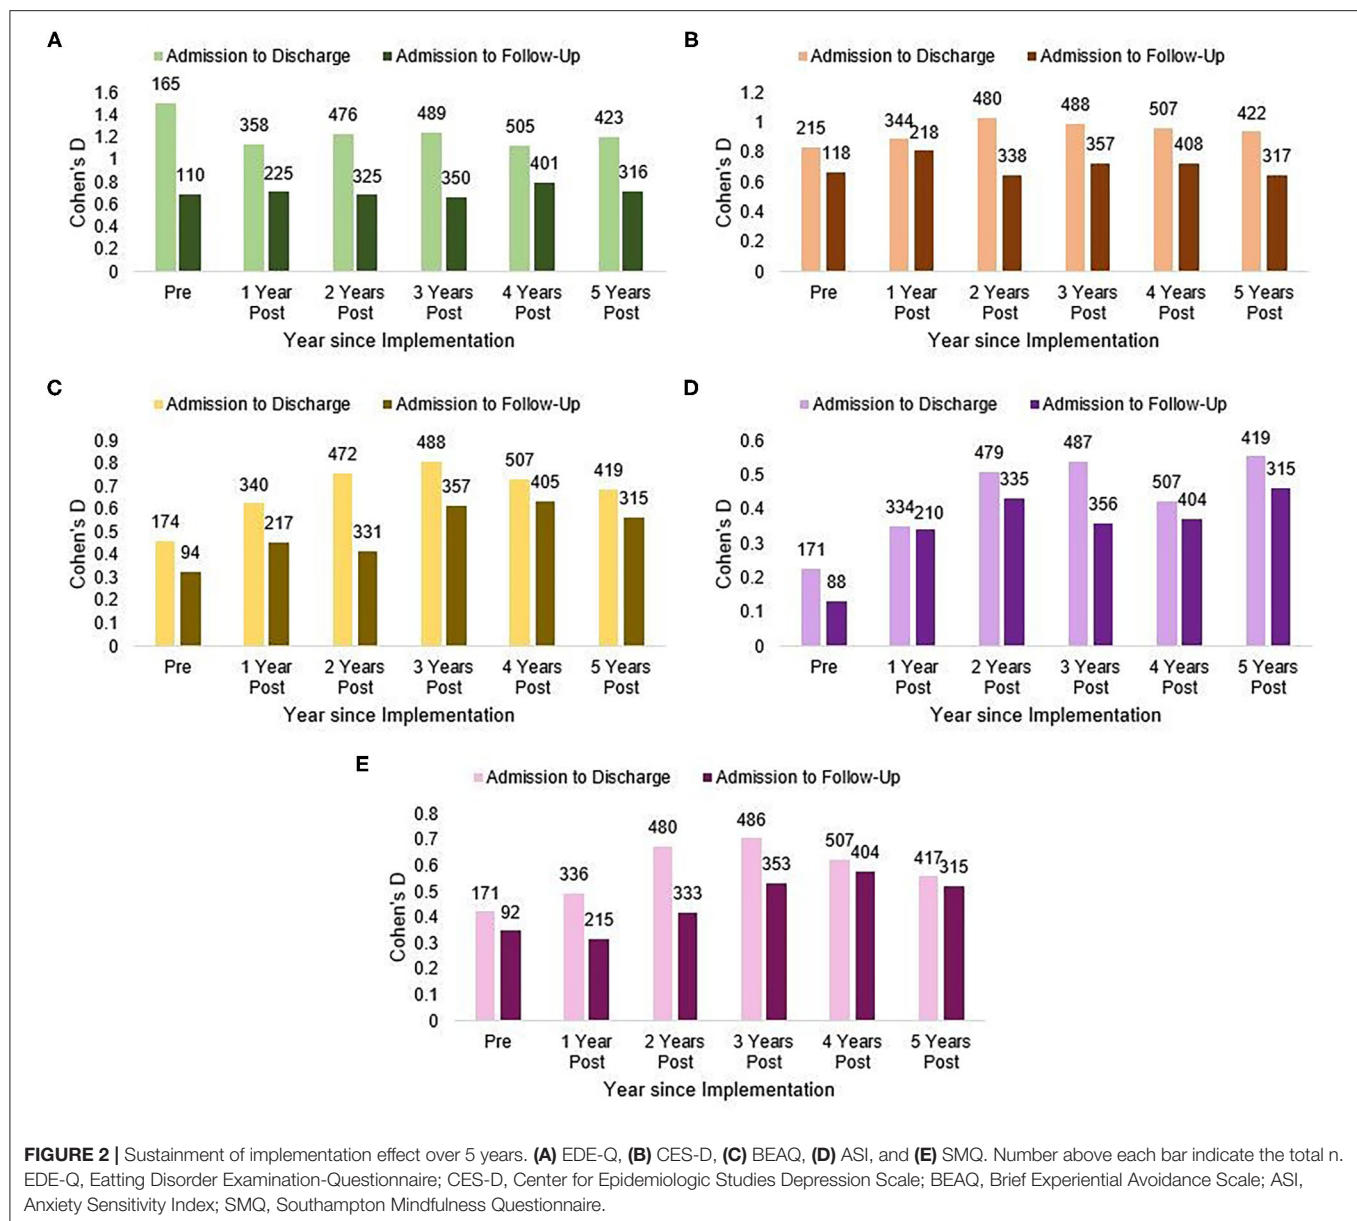 A
Admission to Discharge Admission to Follow-Up
165 358 476 489 505 423
110 225 325 350 401 316
1.6
1.4
1.2
1
0.8
0.6
0.4
0.2
0
Cohen's D
Pre 1 Year Post 2 Years Post 3 Years Post 4 Years Post 5 Years Post
Year since Implementation
B
Admission to Discharge Admission to Follow-Up
215 344 480 488 507 422
118 218 338 357 408 317
1.2
1
0.8
0.6
0.4
0.2
0
Cohen's D
Pre 1 Year Post 2 Years Post 3 Years Post 4 Years Post 5 Years Post
Year since Implementation
C
Admission to Discharge Admission to Follow-Up
174 340 472 488 507 419
94 217 331 357 405 315
0.9
0.8
0.7
0.6
0.5
0.4
0.3
0.2
0.1
0
Cohen's D
Pre 1 Year Post 2 Years Post 3 Years Post 4 Years Post 5 Years Post
Year since Implementation
D
Admission to Discharge Admission to Follow-Up
171 334 479 487 507 419
88 210 335 356 404 315
0.6
0.5
0.4
0.3
0.2
0.1
0
Cohen's D
Pre 1 Year Post 2 Years Post 3 Years Post 4 Years Post 5 Years Post
Year since Implementation
E
Admission to Discharge Admission to Follow-Up
171 336 480 486 507 417
92 215 333 353 404 315
0.8
0.7
0.6
0.5
0.4
0.3
0.2
0.1
0
Cohen's D
Pre 1 Year Post 2 Years Post 3 Years Post 4 Years Post 5 Years Post
Year since Implementation
FIGURE 2 | Sustainment of implementation effect over 5 years. (A) EDE-Q, (B) CES-D, (C) BEAQ, (D) ASI, and (E) SMQ. Number above each bar indicate the total n.
EDE-Q, Eatting Disorder Examination-Questionnaire; CES-D, Center for Epidemiologic Studies Depression Scale; BEAQ, Brief Experiential Avoidance Scale; ASI,
Anxiety Sensitivity Index; SMQ, Southampton Mindfulness Questionnaire.